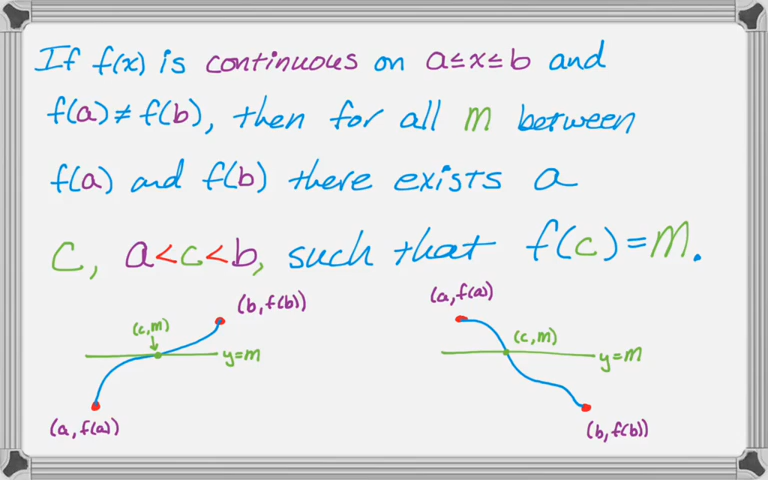 If f(x) is continuous on a≤x≤b and
f(a)≠f(b), then for all m between
f(a) and f(b) there exists a
c, a<c<b, such that f(c)=m.
(b, f(b))
(c,m)
y=m
(a, f(a))
(a, f(a))
(c,m)
y=m
(b, f(b))